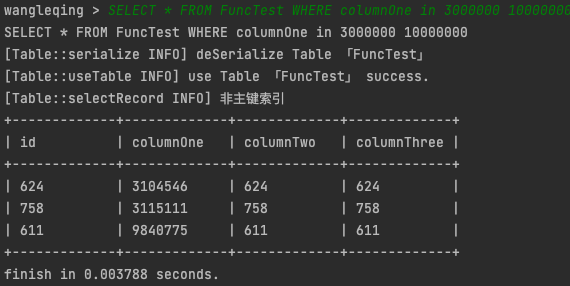 wangleqing > SELECT * FROM FuncTest WHERE columnOne in 3000000 10000000
SELECT * FROM FuncTest WHERE columnOne in 3000000 10000000
[Table::serialize INFO] deSerialize Table 「FuncTest」
[Table::useTable INFO] use Table 「FuncTest」 success.
[Table::selectRecord INFO] 非主键索引
+-------------+-------------+-------------+-------------+
| id | columnOne | columnTwo | columnThree |
+-------------+-------------+-------------+-------------+
| 624 | 3104546 | 624 | 624 |
| 758 | 3115111 | 758 | 758 |
| 611 | 9840775 | 611 | 611 |
+-------------+-------------+-------------+-------------+
finish in 0.003788 seconds.